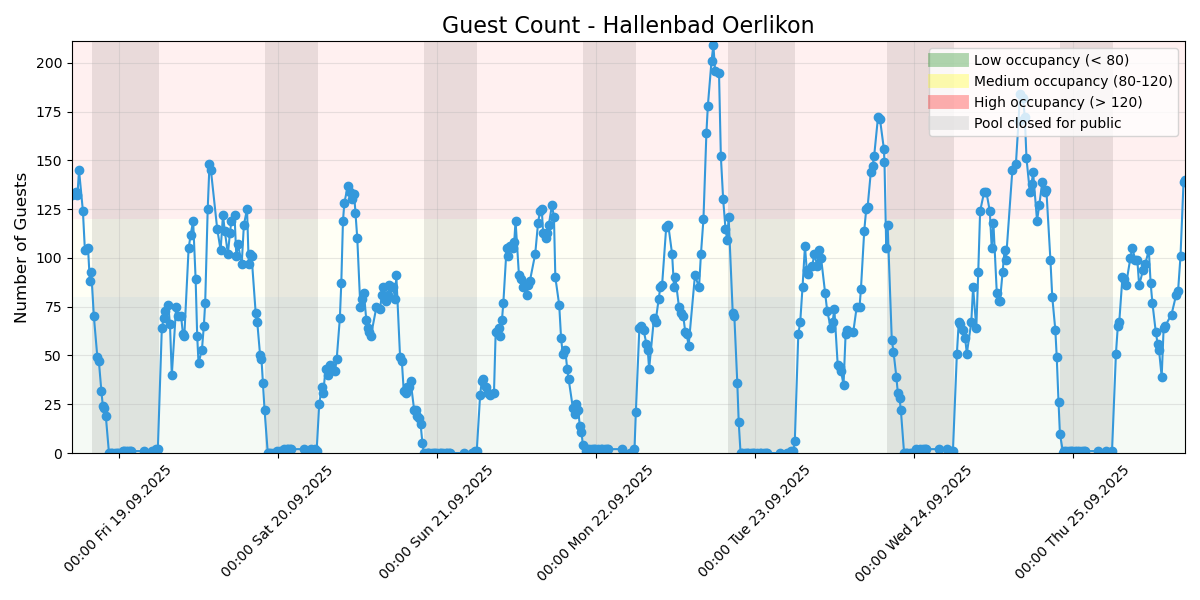 Guest Count - Hallenbad Oerlikon
Number of Guests
200
175
150
125
100
75
50
25
0
Low occupancy (< 80)
Medium occupancy (80-120)
High occupancy (> 120)
Pool closed for public
00:00 Fri 19.09.2025
00:00 Sat 20.09.2025
00:00 Sun 21.09.2025
00:00 Mon 22.09.2025
00:00 Tue 23.09.2025
00:00 Wed 24.09.2025
00:00 Thu 25.09.2025